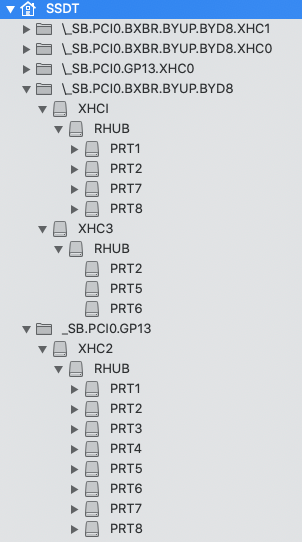 SSDT
\_SB.PCI0.BXBR.BYUP.BYD8.XHC1
\_SB.PCI0.BXBR.BYUP.BYD8.XHC0
\_SB.PCI0.GP13.XHC0
\_SB.PCI0.BXBR.BYUP.BYD8
XHCI
RHUB
PRT1
PRT2
PRT7
PRT8
XHC3
RHUB
PRT2
PRT5
PRT6
_SB.PCI0.GP13
XHC2
RHUB
PRT1
PRT2
PRT3
PRT4
PRT5
PRT6
PRT7
PRT8